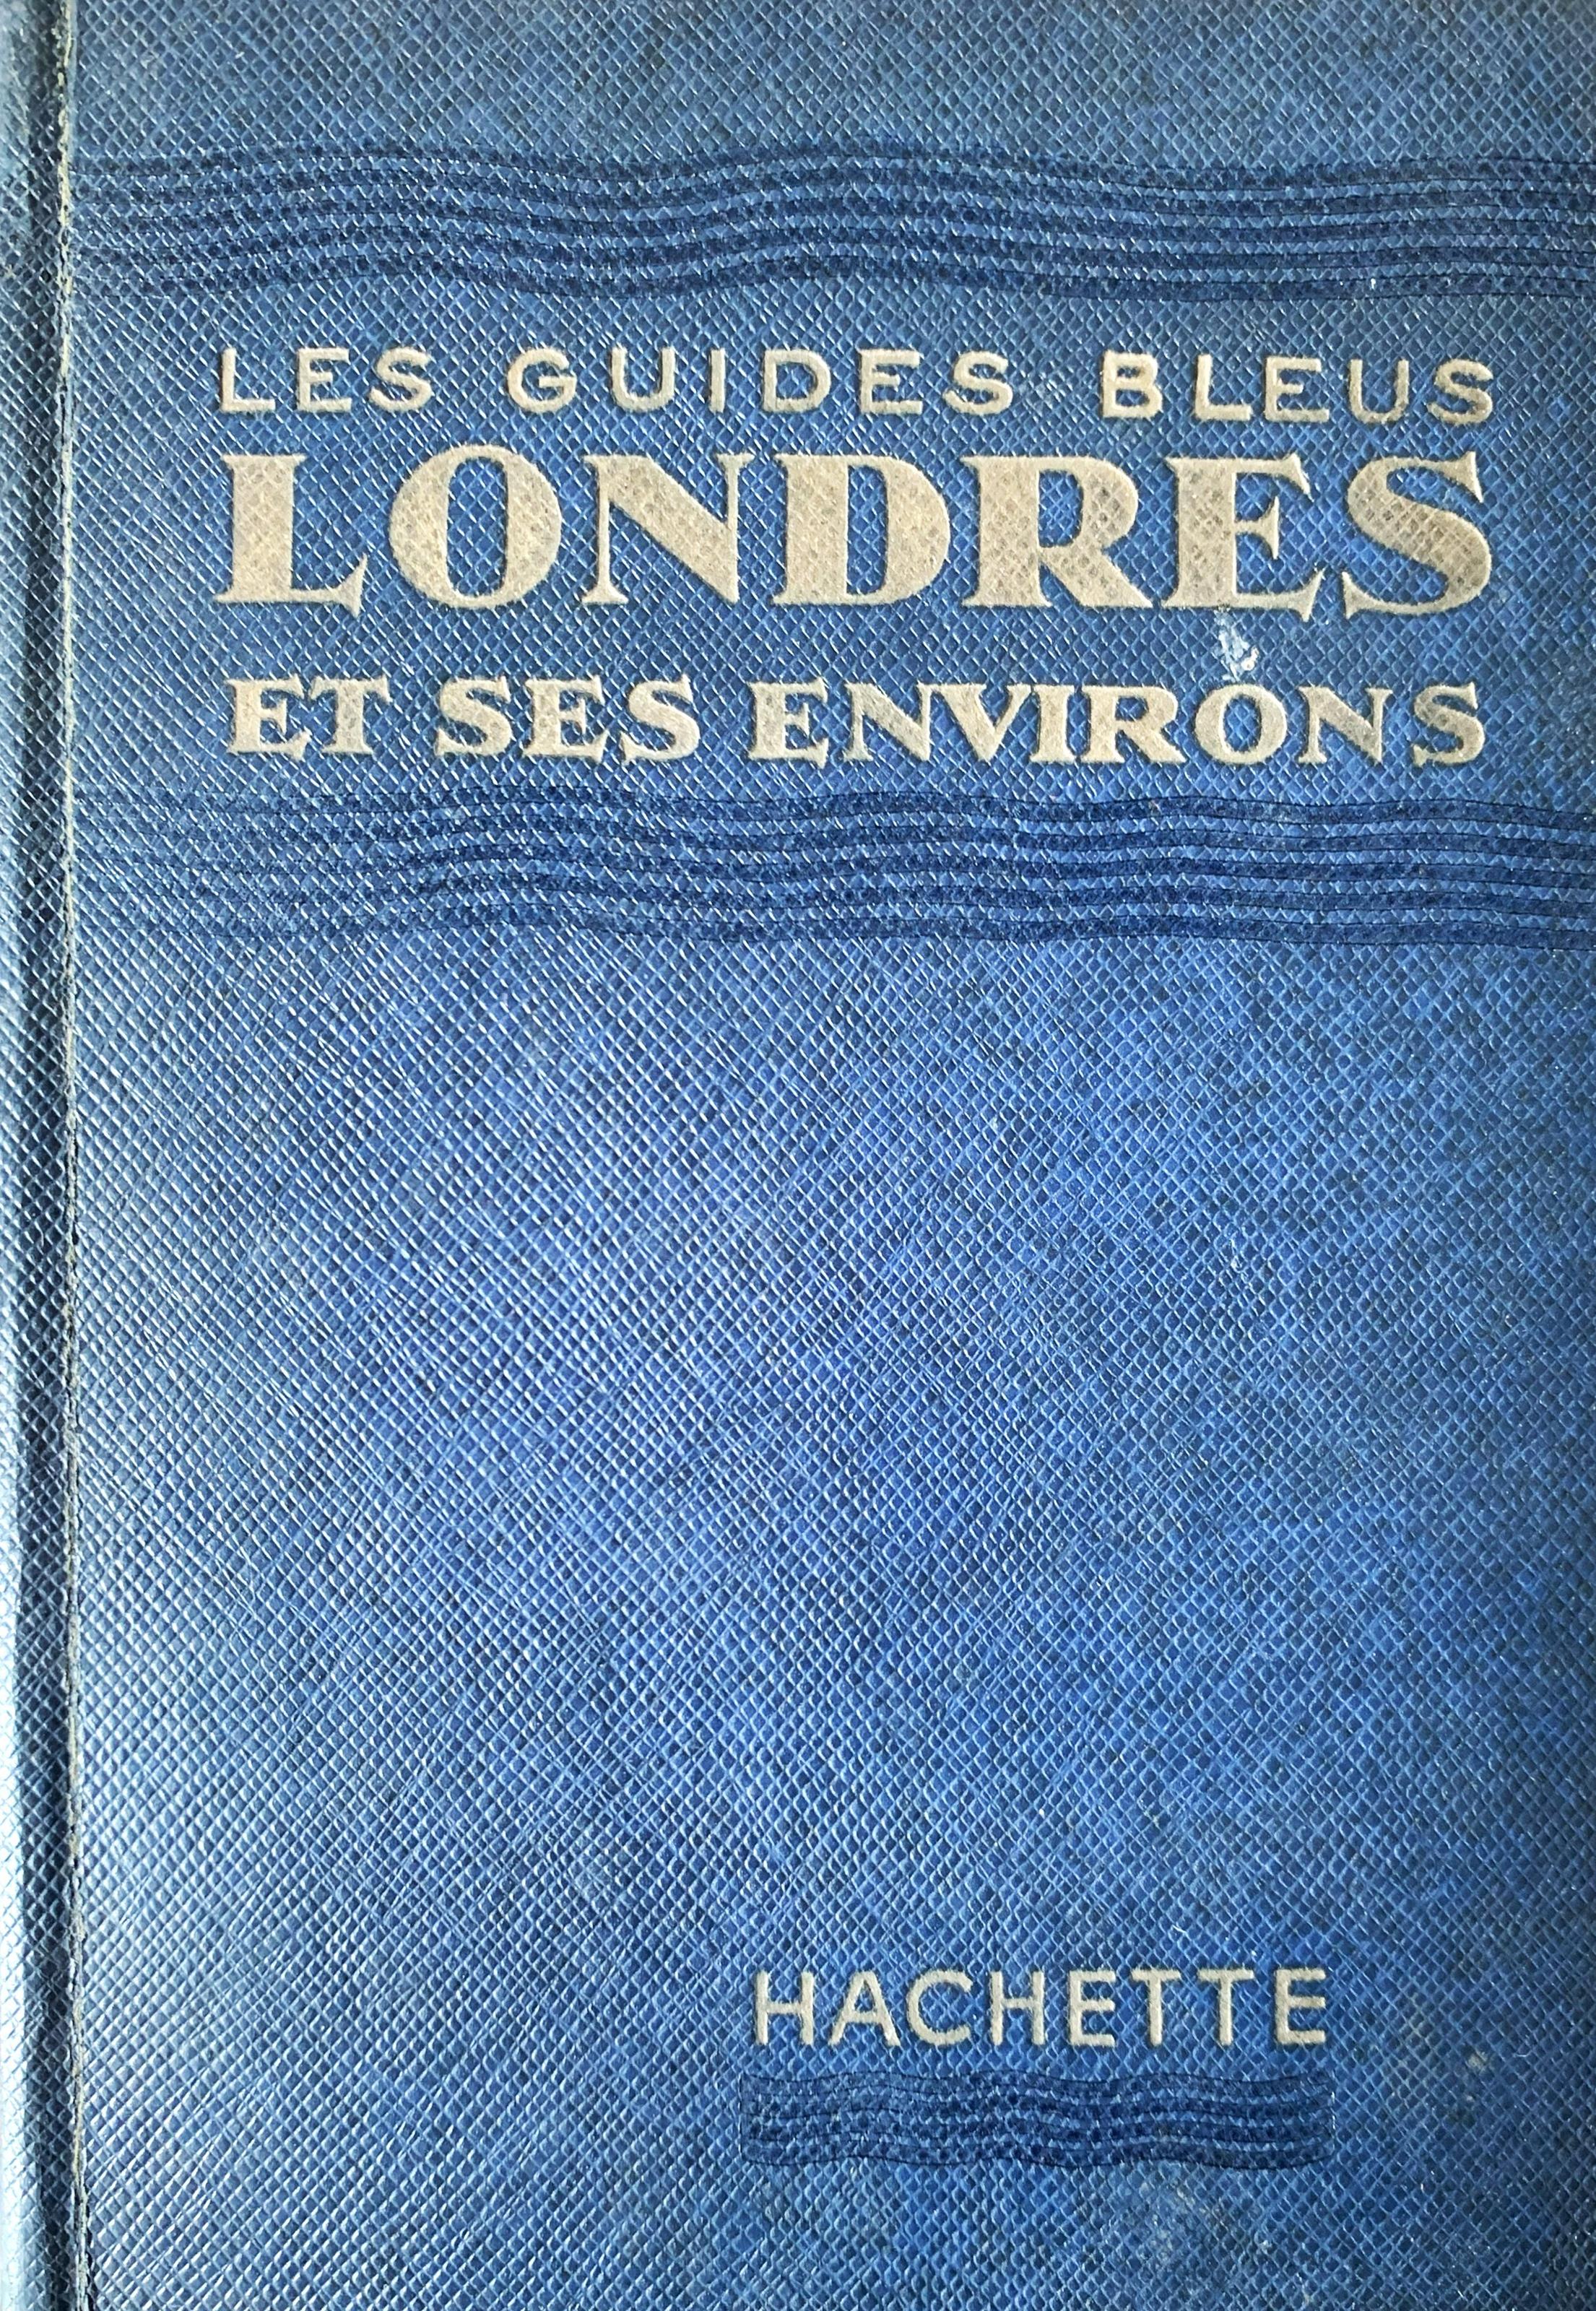 LES GUIDES BLEUS
LONDRES
ET SES ENVIRONS
HACHETTE